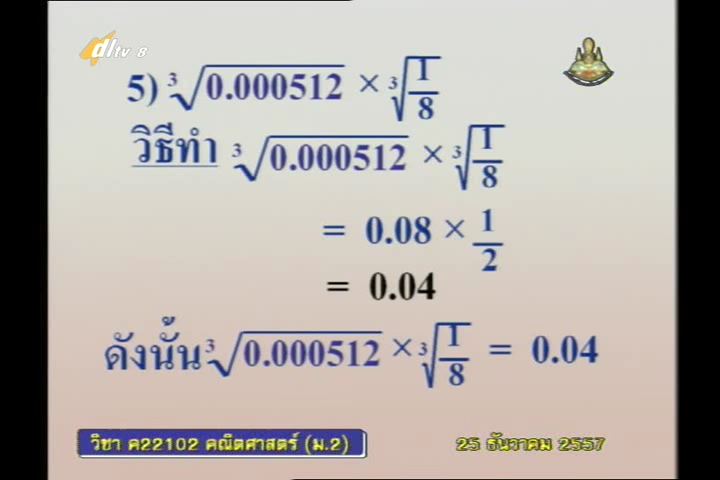 dltv 8
5) ∛0.000512 × ∛1/8
วิธีทำ ∛0.000512 × ∛1/8
= 0.08 × 1/2
= 0.04
ดังนั้น ∛0.000512 × ∛1/8 = 0.04
วิชา ค22102 คณิตศาสตร์ (ม.2) 25 ธันวาคม 2557